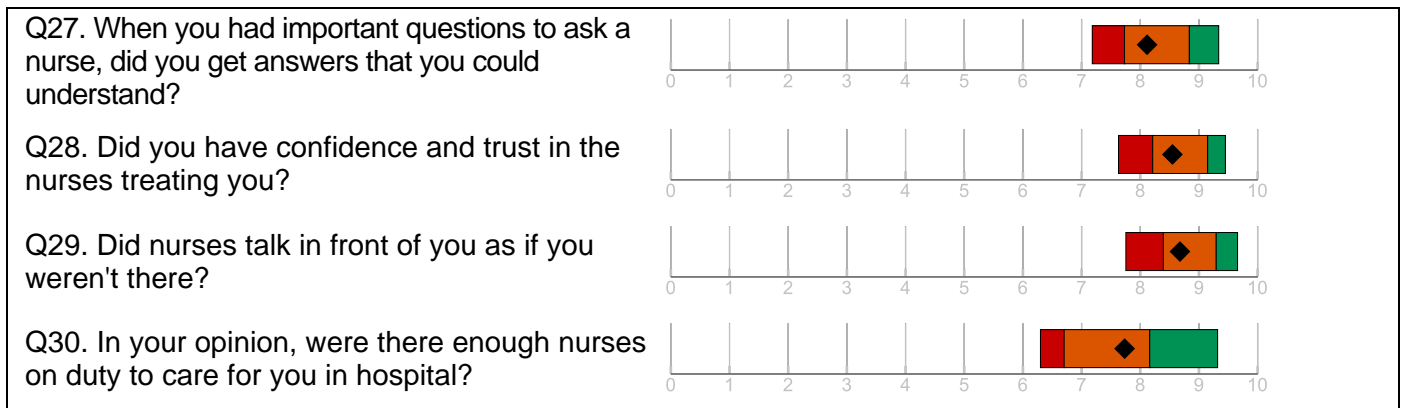 Q27. When you had important questions to ask a
nurse, did you get answers that you could
understand?
0 1 2 3 4 5 6 7 8 9 10
Q28. Did you have confidence and trust in the
nurses treating you?
0 1 2 3 4 5 6 7 8 9 10
Q29. Did nurses talk in front of you as if you
weren't there?
0 1 2 3 4 5 6 7 8 9 10
Q30. In your opinion, were there enough nurses
on duty to care for you in hospital?
0 1 2 3 4 5 6 7 8 9 10